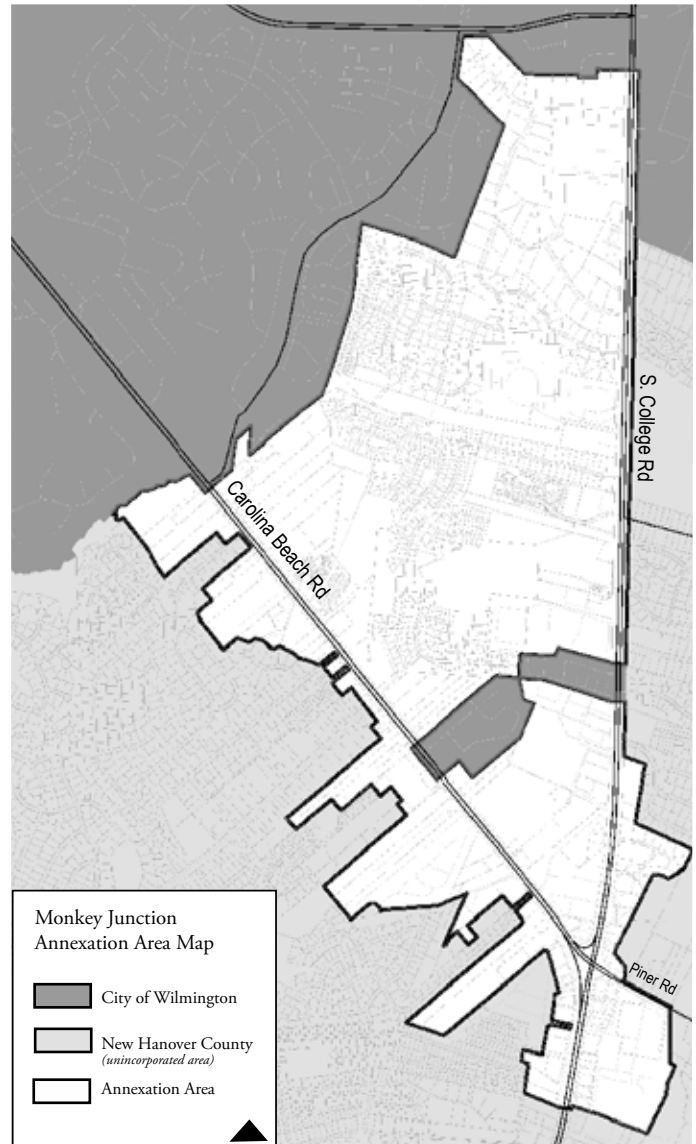 S. College Rd
Carolina Beach Rd
Piner Rd
Monkey Junction
Annexation Area Map
City of Wilmington
New Hanover County
(unincorporated area)
Annexation Area